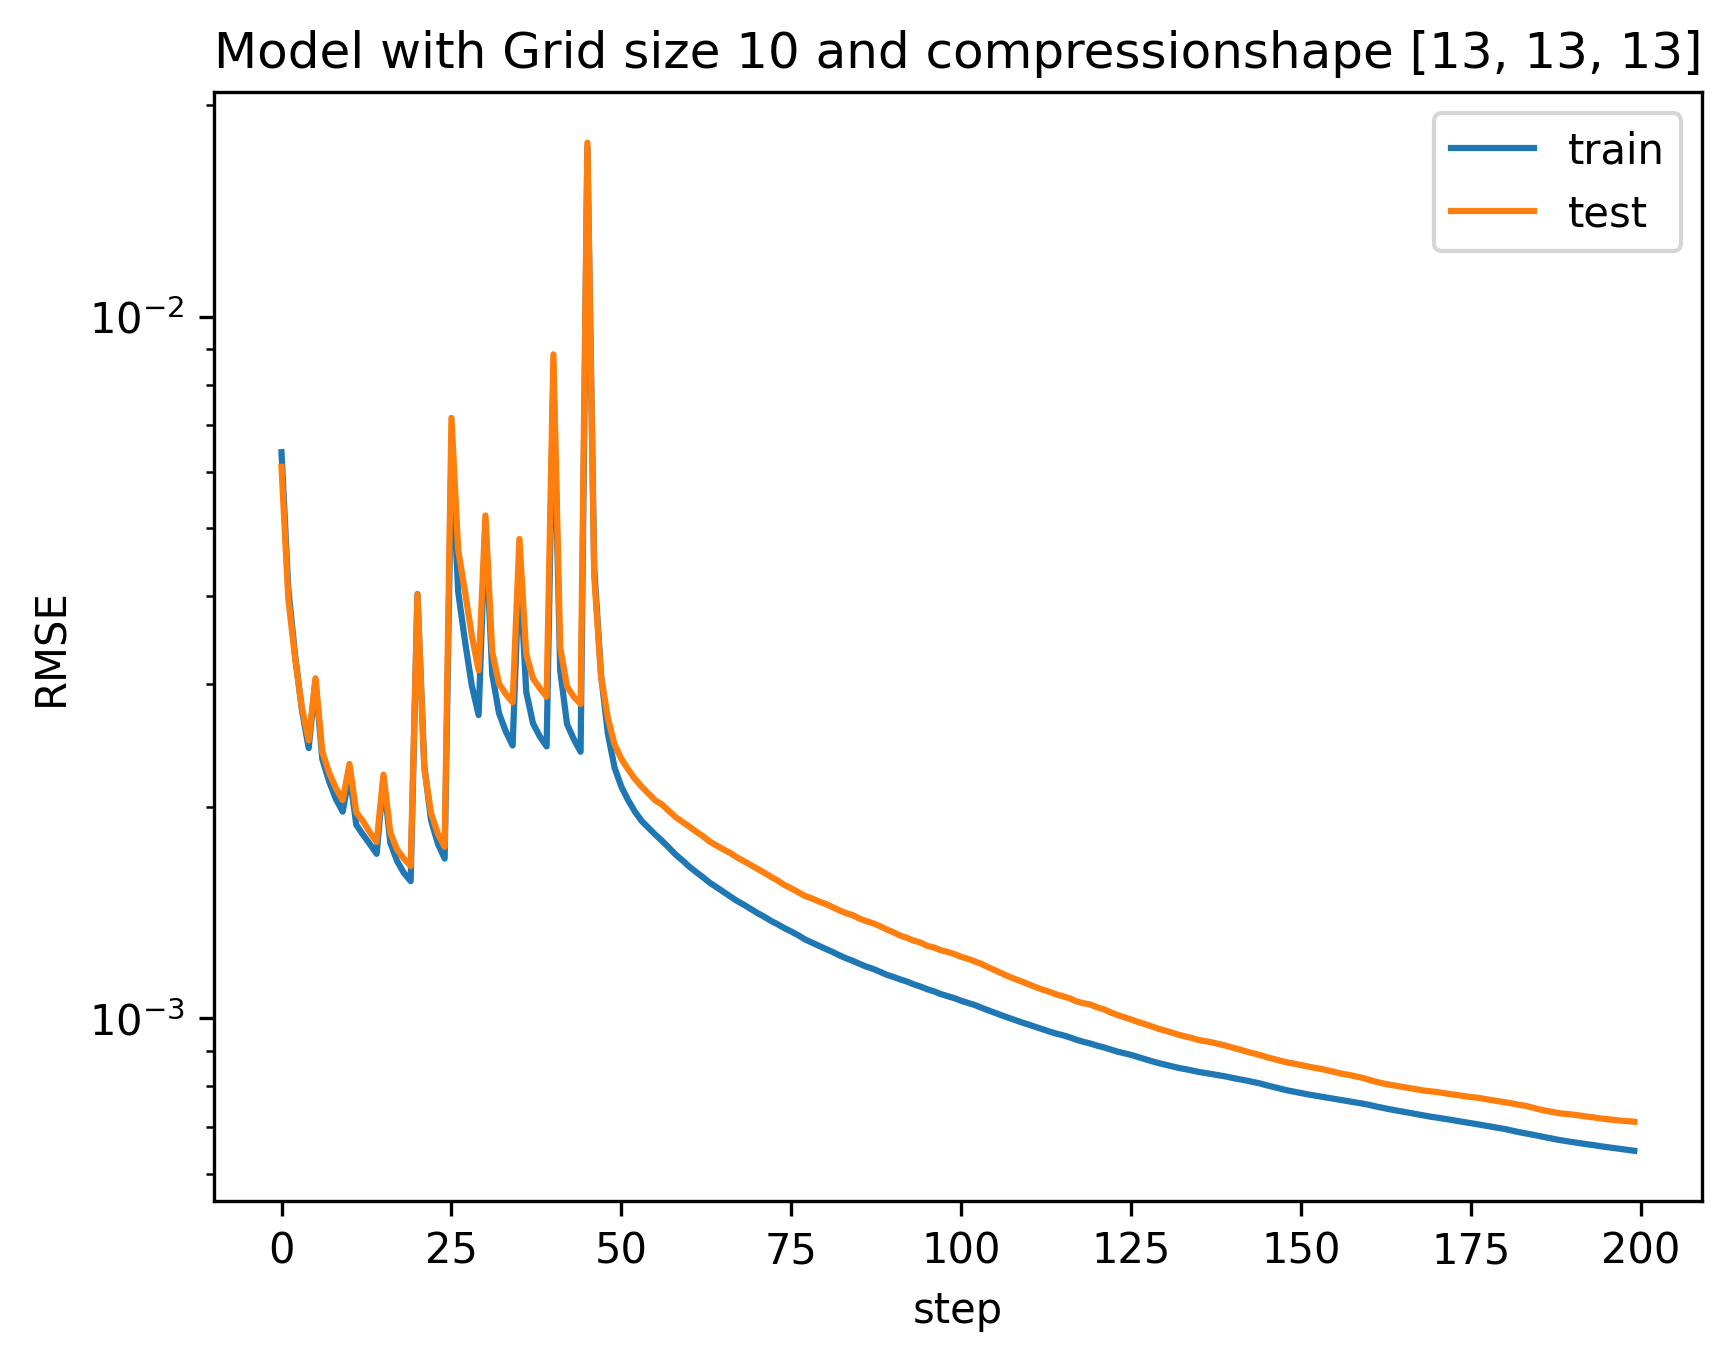 Model with Grid size 10 and compressionshape [13, 13, 13]
train
test
10⁻²
10⁻³
RMSE
0 25 50 75 100 125 150 175 200
step